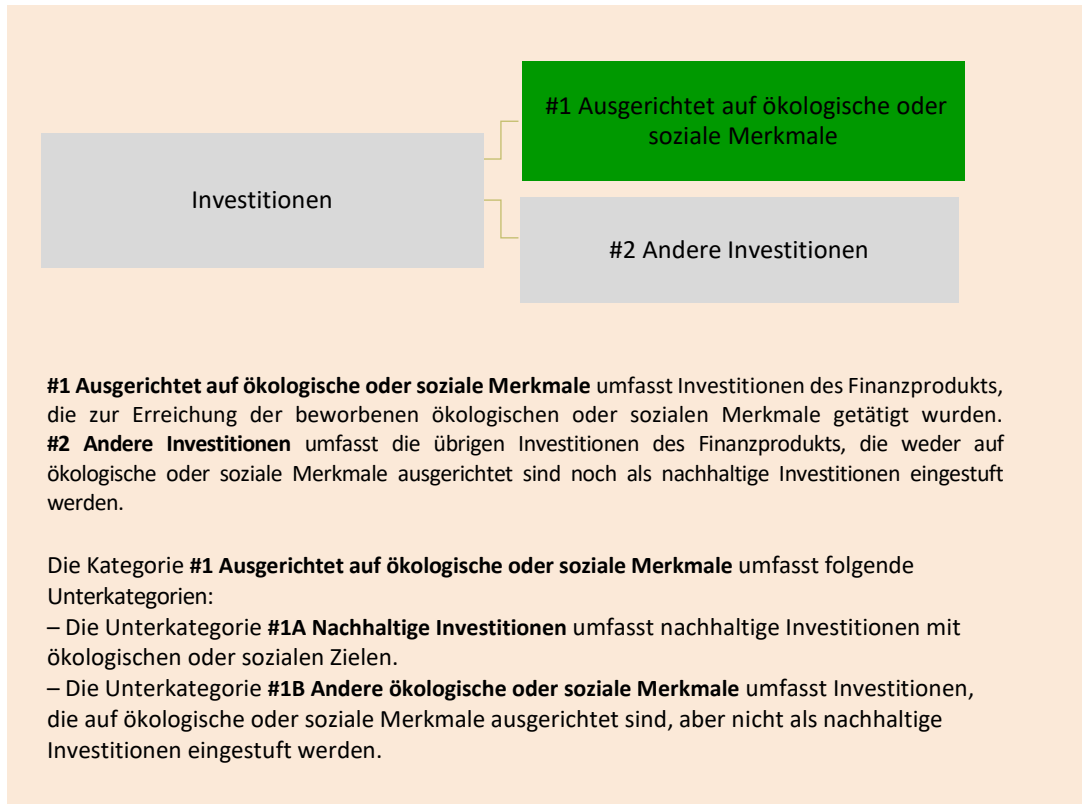 #1 Ausgerichtet auf ökologische oder
soziale Merkmale
Investitionen
#2 Andere Investitionen
#1 Ausgerichtet auf ökologische oder soziale Merkmale umfasst Investitionen des Finanzprodukts,
die zur Erreichung der beworbenen ökologischen oder sozialen Merkmale getätigt wurden.
#2 Andere Investitionen umfasst die übrigen Investitionen des Finanzprodukts, die weder auf
ökologische oder soziale Merkmale ausgerichtet sind noch als nachhaltige Investitionen eingestuft
werden.
Die Kategorie #1 Ausgerichtet auf ökologische oder soziale Merkmale umfasst folgende
Unterkategorien:
– Die Unterkategorie #1A Nachhaltige Investitionen umfasst nachhaltige Investitionen mit
ökologischen oder sozialen Zielen.
– Die Unterkategorie #1B Andere ökologische oder soziale Merkmale umfasst Investitionen,
die auf ökologische oder soziale Merkmale ausgerichtet sind, aber nicht als nachhaltige
Investitionen eingestuft werden.